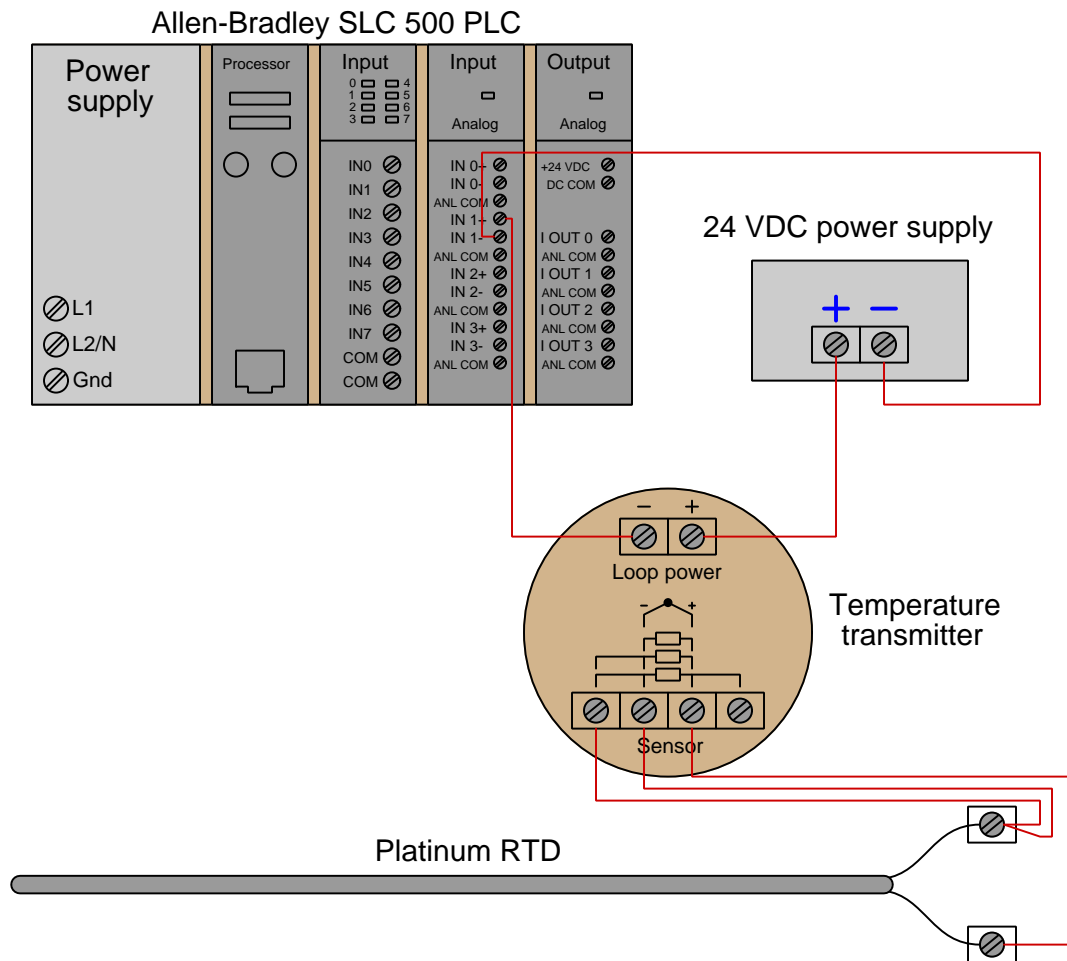 Allen-Bradley SLC 500 PLC
Power
supply
L1
L2/N
Gnd
Processor
Input
0 4
1 5
2 6
3 7
IN0
IN1
IN2
IN3
IN4
IN5
IN6
IN7
COM
COM
Input
Analog
IN 0+
IN 0-
ANL COM
IN 1+
IN 1-
ANL COM
IN 2+
IN 2-
ANL COM
IN 3+
IN 3-
ANL COM
Output
Analog
+24 VDC
DC COM
I OUT 0
ANL COM
I OUT 1
ANL COM
I OUT 2
ANL COM
I OUT 3
ANL COM
24 VDC power supply
+ −
− +
Loop power
- +
Sensor
Temperature
transmitter
Platinum RTD